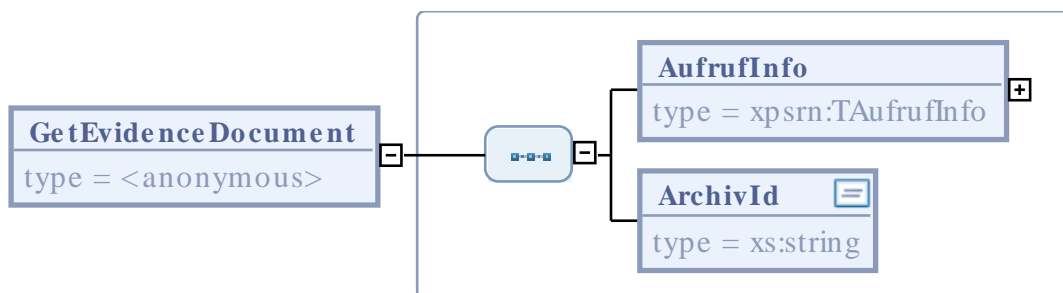 AufrufInfo
type = xpsrn:TAufrufInfo
GetEvidenceDocument
type = <anonymous>
ArchivId
type = xs:string